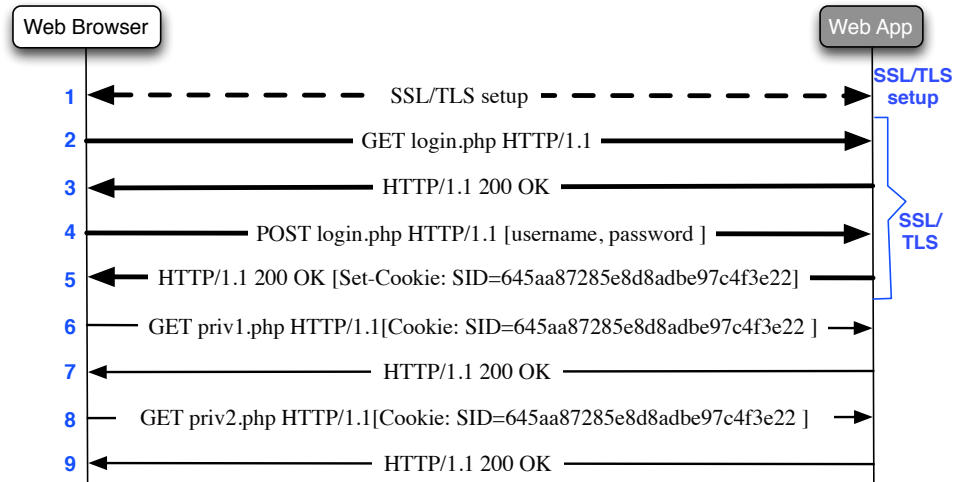 Web Browser
Web App
SSL/TLS
setup
1
SSL/TLS setup
2
GET login.php HTTP/1.1
3
HTTP/1.1 200 OK
SSL/
TLS
4
POST login.php HTTP/1.1 [username, password ]
5
HTTP/1.1 200 OK [Set-Cookie: SID=645aa87285e8d8adbe97c4f3e22]
6
GET priv1.php HTTP/1.1[Cookie: SID=645aa87285e8d8adbe97c4f3e22 ]
7
HTTP/1.1 200 OK
8
GET priv2.php HTTP/1.1[Cookie: SID=645aa87285e8d8adbe97c4f3e22 ]
9
HTTP/1.1 200 OK